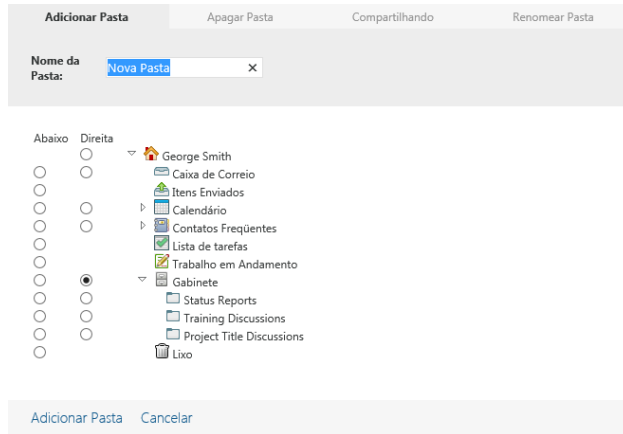 Adicionar Pasta Apagar Pasta Compartilhando Renomear Pasta
Nome da Pasta: Nova Pasta
Abaixo Direita
George Smith
Caixa de Correio
Itens Enviados
Calendário
Contatos Freqüentes
Lista de tarefas
Trabalho em Andamento
Gabinete
Status Reports
Training Discussions
Project Title Discussions
Lixo
Adicionar Pasta Cancelar